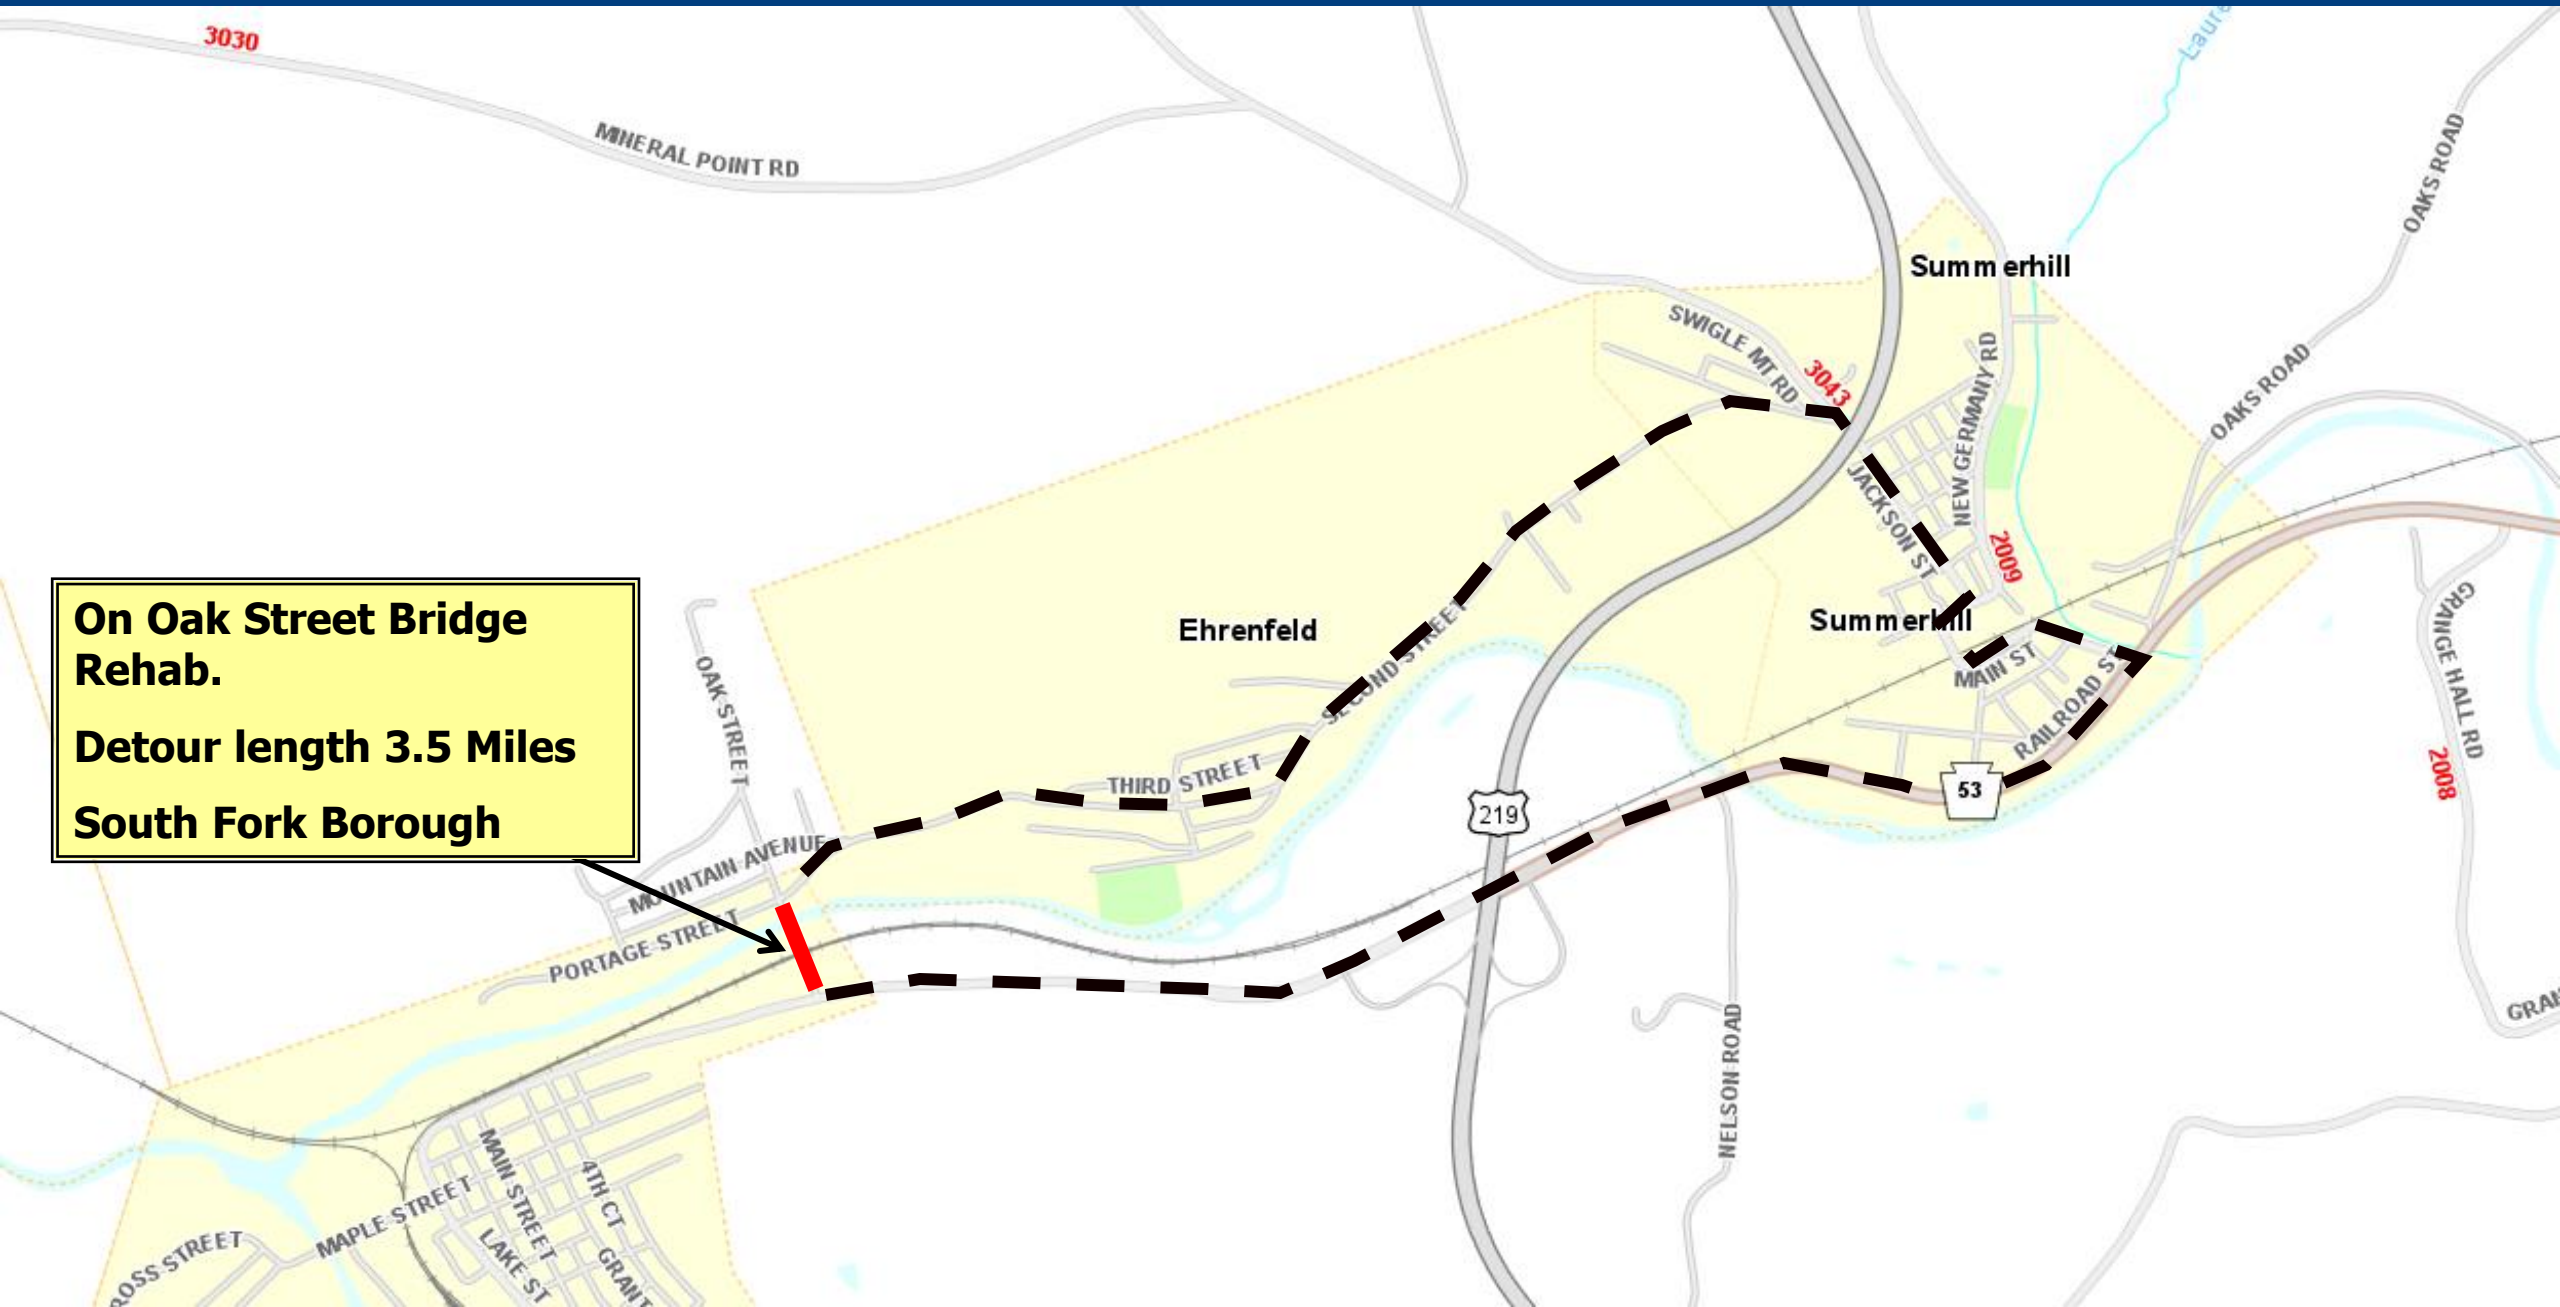 3030
MINERAL POINT RD
OAKS ROAD
Summerhill
SWIGLE MT RD
3043
NEW GERMANY RD
OAKS ROAD
JACKSON ST
2009
On Oak Street Bridge
Rehab.
Detour length 3.5 Miles
South Fork Borough
Ehrenfeld
Summerhill
SECOND STREET
MAIN ST
RAILROAD ST
GRANGE HALL RD
2008
OAK STREET
THIRD STREET
53
219
MOUNTAIN AVENUE
PORTAGE STREET
NELSON ROAD
MAIN STREET
4TH CT
MAPLE STREET
LAKE ST
GRANT